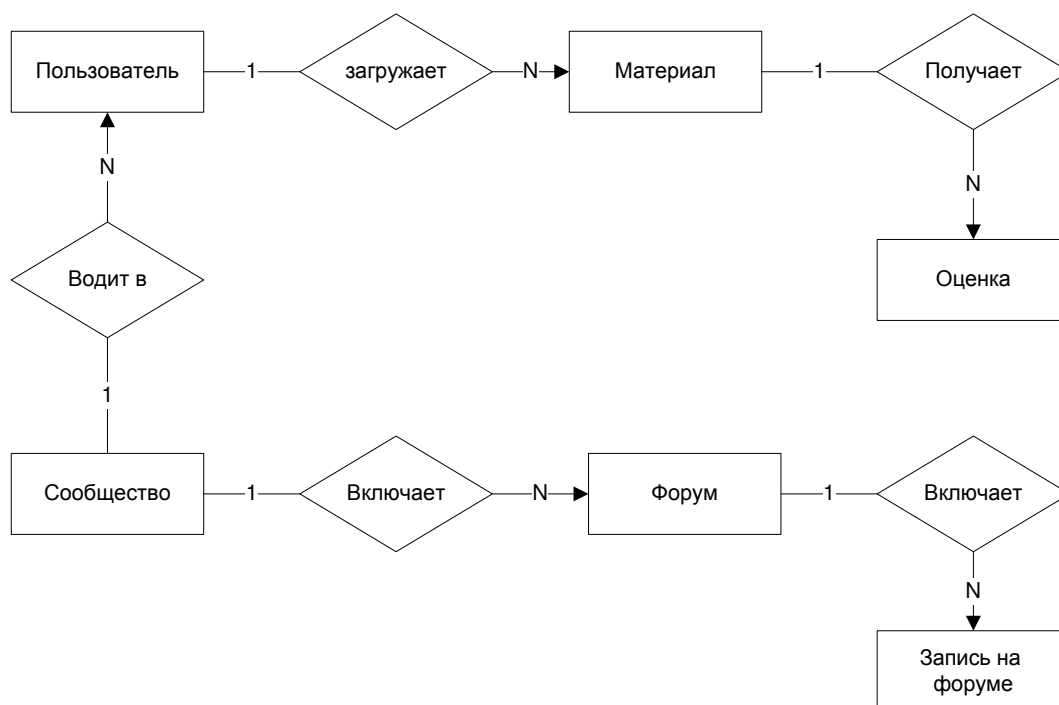 Пользователь
1
загружает
N
Материал
1
Получает
N
N
Водит в
Оценка
1
Сообщество
1
Включает
N
Форум
1
Включает
N
Запись на
форуме